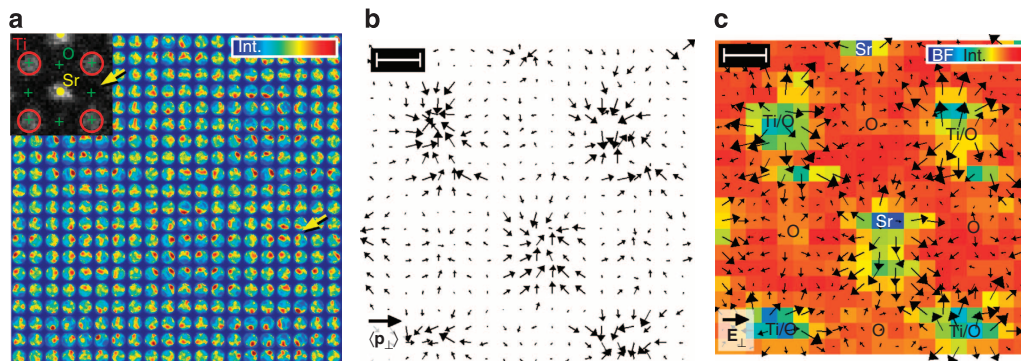 a
Ti
O
Sr
Int.
b
⟨p⊥⟩
c
Sr
BF Int.
Ti/O
O
Ti/O
Sr
O
O
E⊥
Ti/O
O
Ti/O